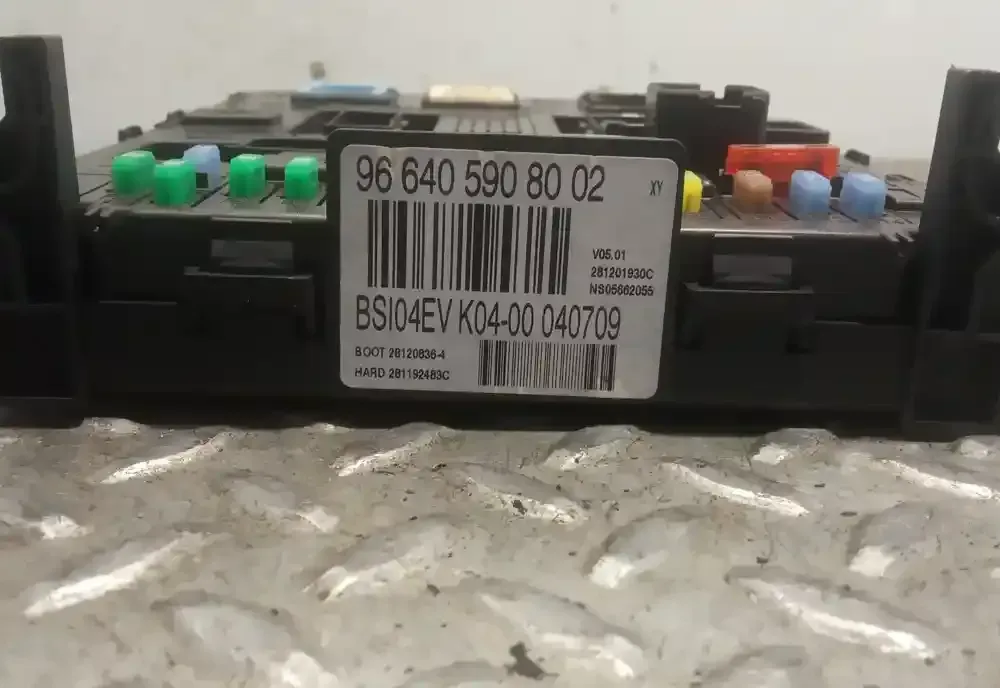 96 640 590 80 02
XY
V05.01
281201930C
NS05662055
BSI04EV K04-00 040709
BOOT 28120836-4
HARD 281192483C